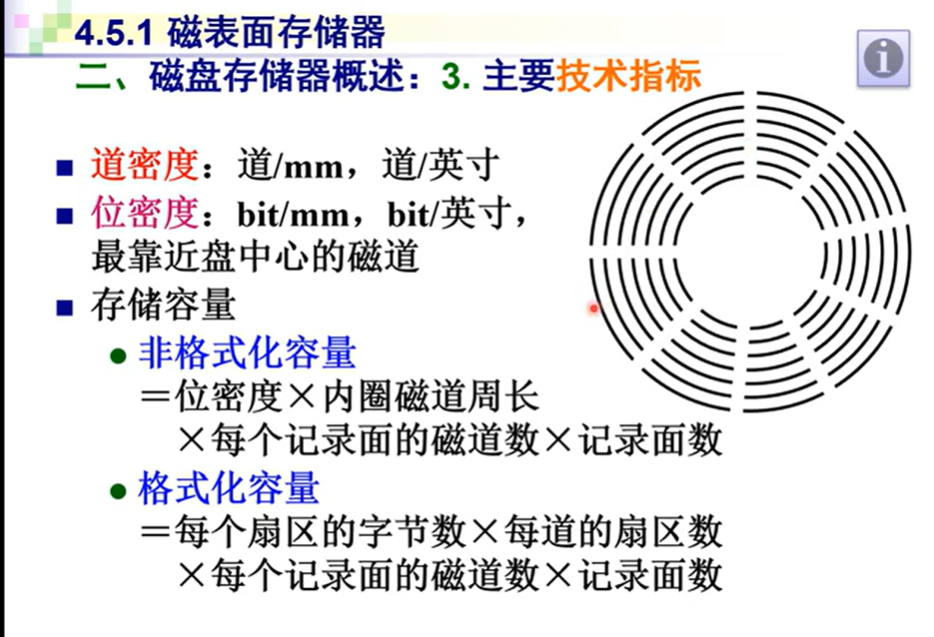 4.5.1 磁表面存储器
二、磁盘存储器概述：3. 主要技术指标
道密度：道/mm，道/英寸
位密度：bit/mm，bit/英寸，
最靠近盘中心的磁道
存储容量
非格式化容量
＝位密度×内圈磁道周长
×每个记录面的磁道数×记录面数
格式化容量
＝每个扇区的字节数×每道的扇区数
×每个记录面的磁道数×记录面数